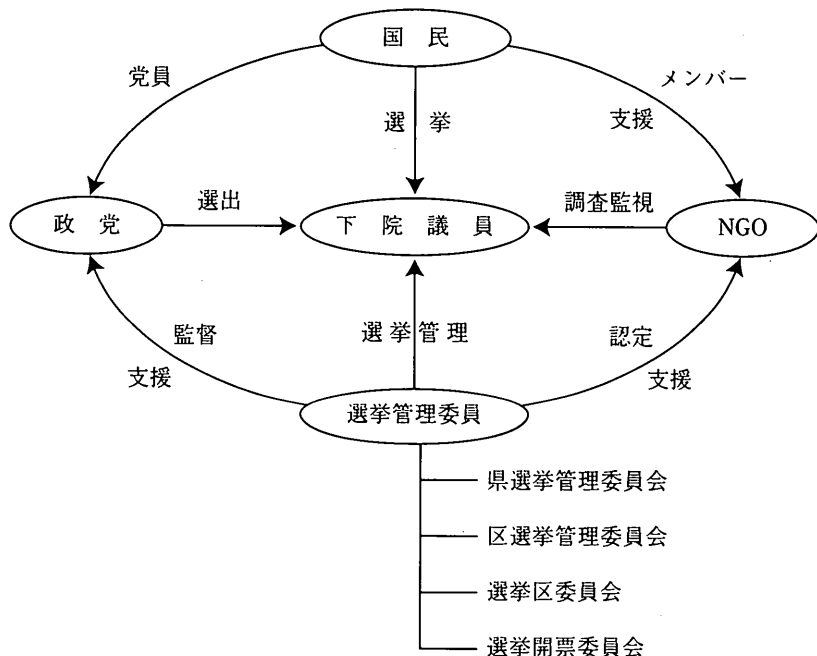 国民
党員
選挙
メンバー
支援
政党
選出
下院議員
調査監視
NGO
監督
支援
選挙管理
認定
支援
選挙管理委員
県選挙管理委員会
区選挙管理委員会
選挙区委員会
選挙開票委員会